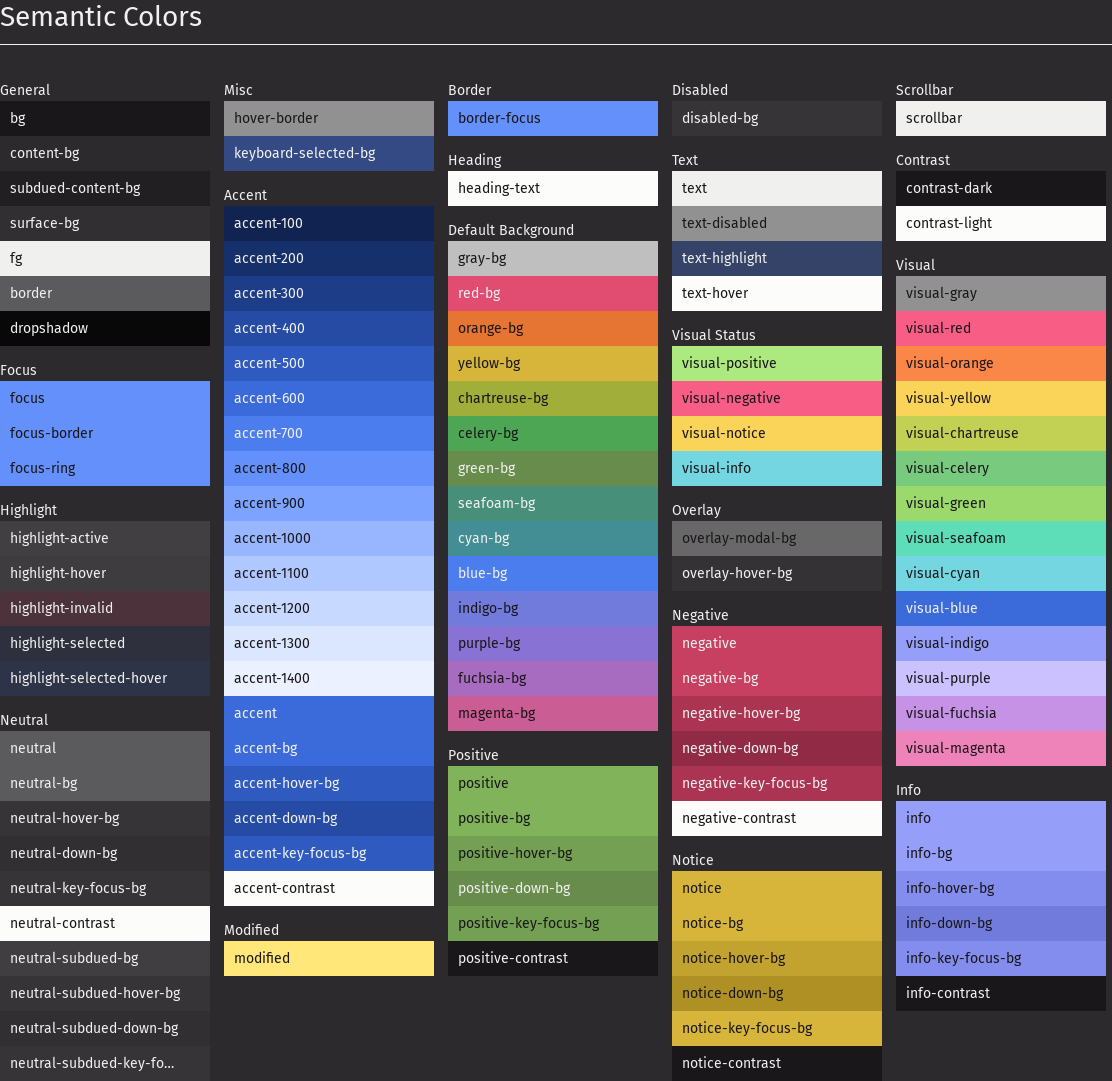 Semantic Colors
General
bg
content-bg
subdued-content-bg
surface-bg
fg
border
dropshadow
Focus
focus
focus-border
focus-ring
Highlight
highlight-active
highlight-hover
highlight-invalid
highlight-selected
highlight-selected-hover
Neutral
neutral
neutral-bg
neutral-hover-bg
neutral-down-bg
neutral-key-focus-bg
neutral-contrast
neutral-subdued-bg
neutral-subdued-hover-bg
neutral-subdued-down-bg
neutral-subdued-key-fo...
Misc
hover-border
keyboard-selected-bg
Accent
accent-100
accent-200
accent-300
accent-400
accent-500
accent-600
accent-700
accent-800
accent-900
accent-1000
accent-1100
accent-1200
accent-1300
accent-1400
accent
accent-bg
accent-hover-bg
accent-down-bg
accent-key-focus-bg
accent-contrast
Modified
modified
Border
border-focus
Heading
heading-text
Default Background
gray-bg
red-bg
orange-bg
yellow-bg
chartreuse-bg
celery-bg
green-bg
seafoam-bg
cyan-bg
blue-bg
indigo-bg
purple-bg
fuchsia-bg
magenta-bg
Positive
positive
positive-bg
positive-hover-bg
positive-down-bg
positive-key-focus-bg
positive-contrast
Disabled
disabled-bg
Text
text
text-disabled
text-highlight
text-hover
Visual Status
visual-positive
visual-negative
visual-notice
visual-info
Overlay
overlay-modal-bg
overlay-hover-bg
Negative
negative
negative-bg
negative-hover-bg
negative-down-bg
negative-key-focus-bg
negative-contrast
Notice
notice
notice-bg
notice-hover-bg
notice-down-bg
notice-key-focus-bg
notice-contrast
Scrollbar
scrollbar
Contrast
contrast-dark
contrast-light
Visual
visual-gray
visual-red
visual-orange
visual-yellow
visual-chartreuse
visual-celery
visual-green
visual-seafoam
visual-cyan
visual-blue
visual-indigo
visual-purple
visual-fuchsia
visual-magenta
Info
info
info-bg
info-hover-bg
info-down-bg
info-key-focus-bg
info-contrast